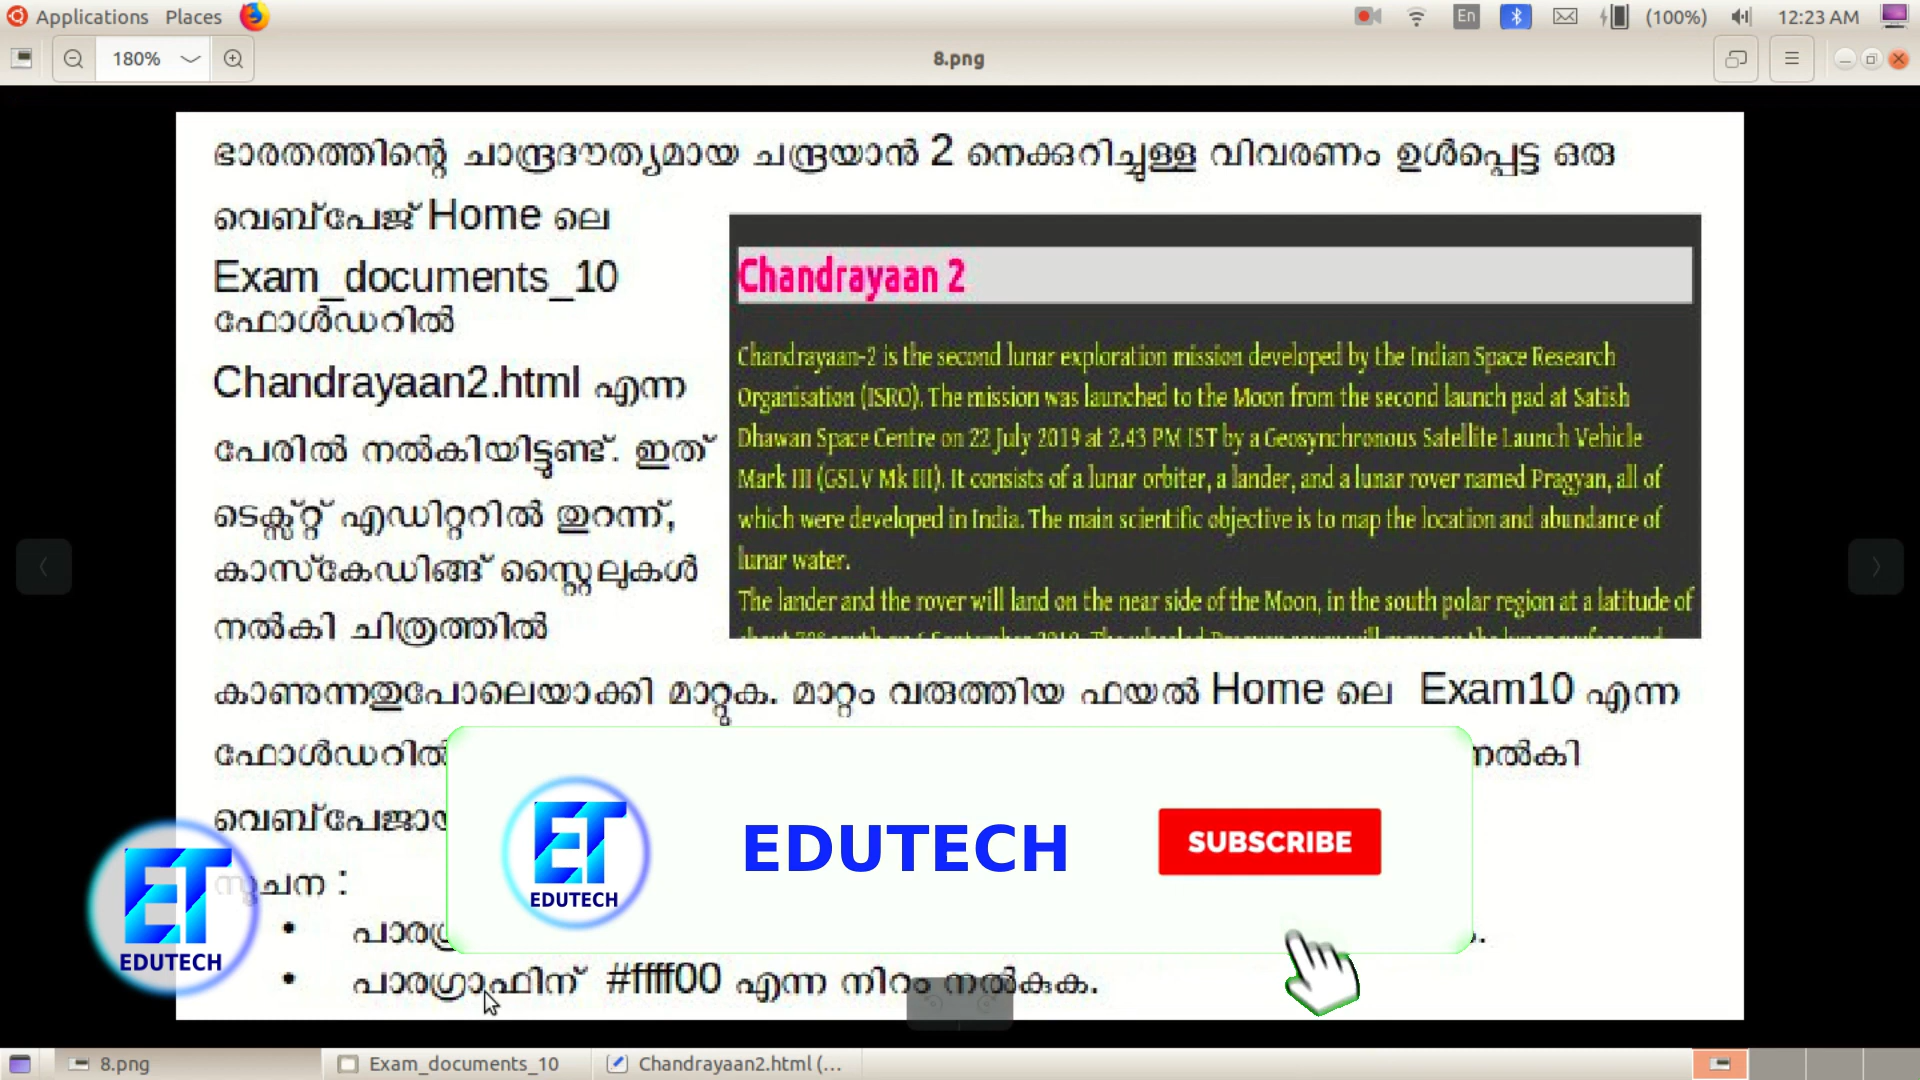 Applications Places
En
(100%)
12:23 AM
180%
8.png
ഭാരതത്തിന്റെ ചാന്ദ്രദൗത്യമായ ചന്ദ്രയാൻ 2 നെക്കുറിച്ചുള്ള വിവരണം ഉൾപ്പെട്ട ഒരു
വെബ്പേജ് Home ലെ
Exam_documents_10
ഫോൾഡറിൽ
Chandrayaan2.html എന്ന
പേരിൽ നൽകിയിട്ടുണ്ട്. ഇത്
ടെക്സ്റ്റ് എഡിറ്ററിൽ തുറന്ന്,
കാസ്കേഡിങ്ങ് സ്റ്റൈലുകൾ
നൽകി ചിത്രത്തിൽ
Chandrayaan 2
Chandrayaan-2 is the second lunar exploration mission developed by the Indian Space Research
Organisation (ISRO). The mission was launched to the Moon from the second launch pad at Satish
Dhawan Space Centre on 22 July 2019 at 2.43 PM IST by a Geosynchronous Satellite Launch Vehicle
Mark III (GSLV Mk III). It consists of a lunar orbiter, a lander, and a lunar rover named Pragyan, all of
which were developed in India. The main scientific objective is to map the location and abundance of
lunar water.
The lander and the rover will land on the near side of the Moon, in the south polar region at a latitude of
കാണുന്നതുപോലെയാക്കി മാറ്റുക. മാറ്റം വരുത്തിയ ഫയൽ Home ലെ Exam10 എന്ന
ഫോൾഡറിൽ നൽകി
സൂചന :
• പാരഗ്രാഫിന് #ffff00 എന്ന നിറം നൽകുക.
ET
EDUTECH
EDUTECH
SUBSCRIBE
ET
EDUTECH
8.png
Exam_documents_10
Chandrayaan2.html (...